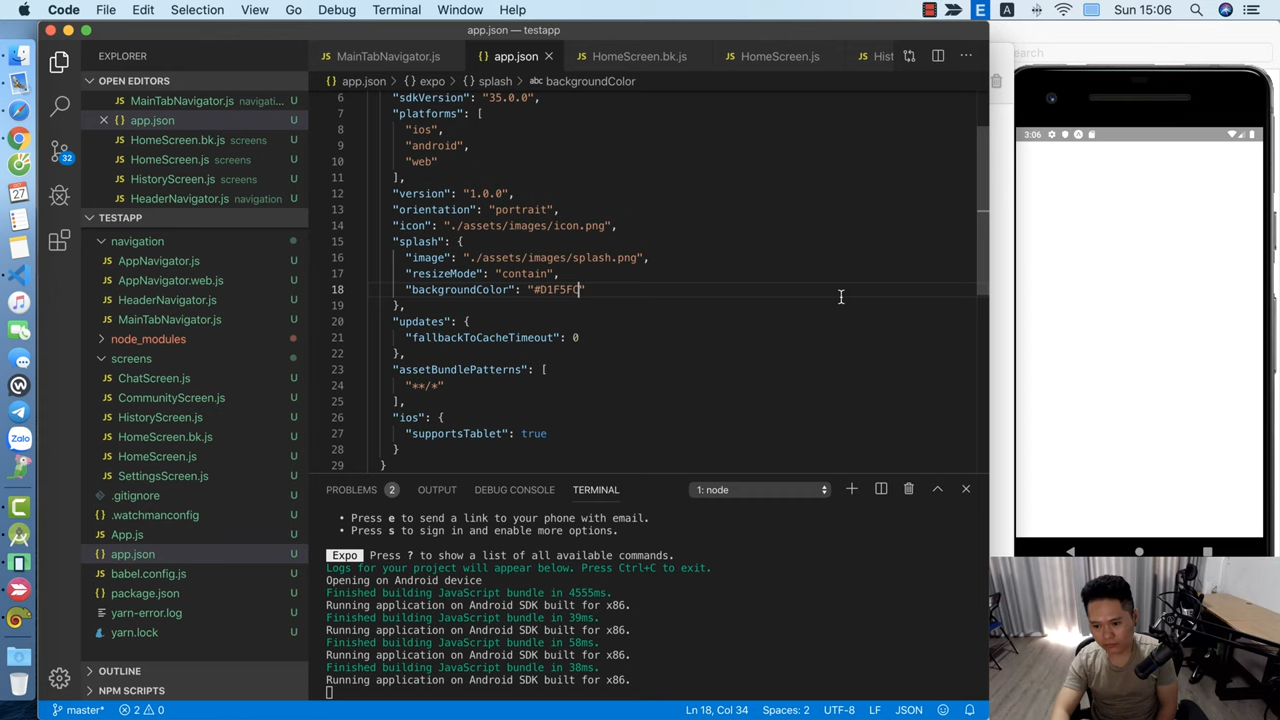 Code File Edit Selection View Go Debug Terminal Window Help
E A Sun 15:06
app.json — testapp
EXPLORER
OPEN EDITORS
MainTabNavigator.js navigati... U
app.json U
HomeScreen.bk.js screens U
HomeScreen.js screens U
HistoryScreen.js screens U
HeaderNavigator.js navigation U
TESTAPP
navigation
AppNavigator.js U
AppNavigator.web.js U
HeaderNavigator.js U
MainTabNavigator.js U
node_modules
screens
ChatScreen.js U
CommunityScreen.js U
HistoryScreen.js U
HomeScreen.bk.js U
HomeScreen.js U
SettingsScreen.js U
.gitignore U
.watchmanconfig U
App.js U
app.json U
babel.config.js U
package.json U
yarn-error.log U
yarn.lock U
OUTLINE
NPM SCRIPTS
32
27
Zalo
MainTabNavigator.js app.json HomeScreen.bk.js HomeScreen.js Hist
app.json expo splash backgroundColor
6 "sdkVersion": "35.0.0",
7 "platforms": [
8 "ios",
9 "android",
10 "web"
11 ],
12 "version": "1.0.0",
13 "orientation": "portrait",
14 "icon": "./assets/images/icon.png",
15 "splash": {
16 "image": "./assets/images/splash.png",
17 "resizeMode": "contain",
18 "backgroundColor": "#D1F5FC"
19 },
20 "updates": {
21 "fallbackToCacheTimeout": 0
22 },
23 "assetBundlePatterns": [
24 "**/*"
25 ],
26 "ios": {
27 "supportsTablet": true
28 }
29 }
PROBLEMS 2 OUTPUT DEBUG CONSOLE TERMINAL 1: node
• Press e to send a link to your phone with email.
• Press s to sign in and enable more options.
Expo Press ? to show a list of all available commands.
Logs for your project will appear below. Press Ctrl+C to exit.
Opening on Android device
Finished building JavaScript bundle in 4555ms.
Running application on Android SDK built for x86.
Finished building JavaScript bundle in 39ms.
Running application on Android SDK built for x86.
Finished building JavaScript bundle in 58ms.
Running application on Android SDK built for x86.
Finished building JavaScript bundle in 38ms.
Running application on Android SDK built for x86.
master* 2 0 Ln 18, Col 34 Spaces: 2 UTF-8 LF JSON
earch
3:06